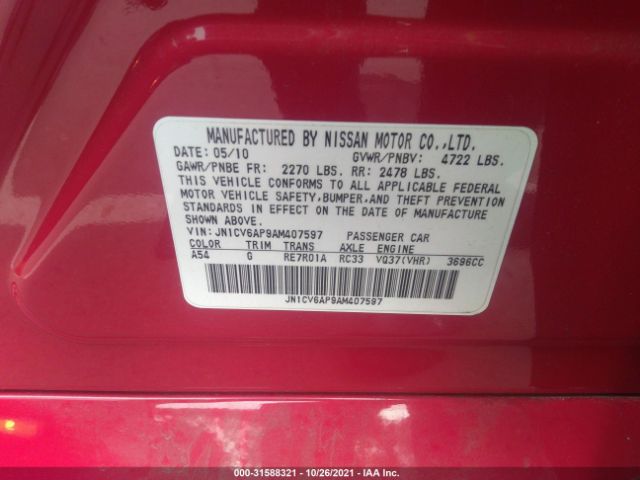 MANUFACTURED BY NISSAN MOTOR CO.,LTD.
DATE: 05/10 GVWR/PNBV: 4722 LBS.
GAWR/PNBE FR: 2270 LBS. RR: 2478 LBS.
THIS VEHICLE CONFORMS TO ALL APPLICABLE FEDERAL
MOTOR VEHICLE SAFETY,BUMPER,AND THEFT PREVENTION
STANDARDS IN EFFECT ON THE DATE OF MANUFACTURE
SHOWN ABOVE.
VIN: JN1CV6AP9AM407597 PASSENGER CAR
COLOR TRIM TRANS AXLE ENGINE
A54 G RE7R01A RC33 VQ37(VHR) 3696CC
JN1CV6AP9AM407597
000-31588321 | 10/26/2021 | IAA Inc.